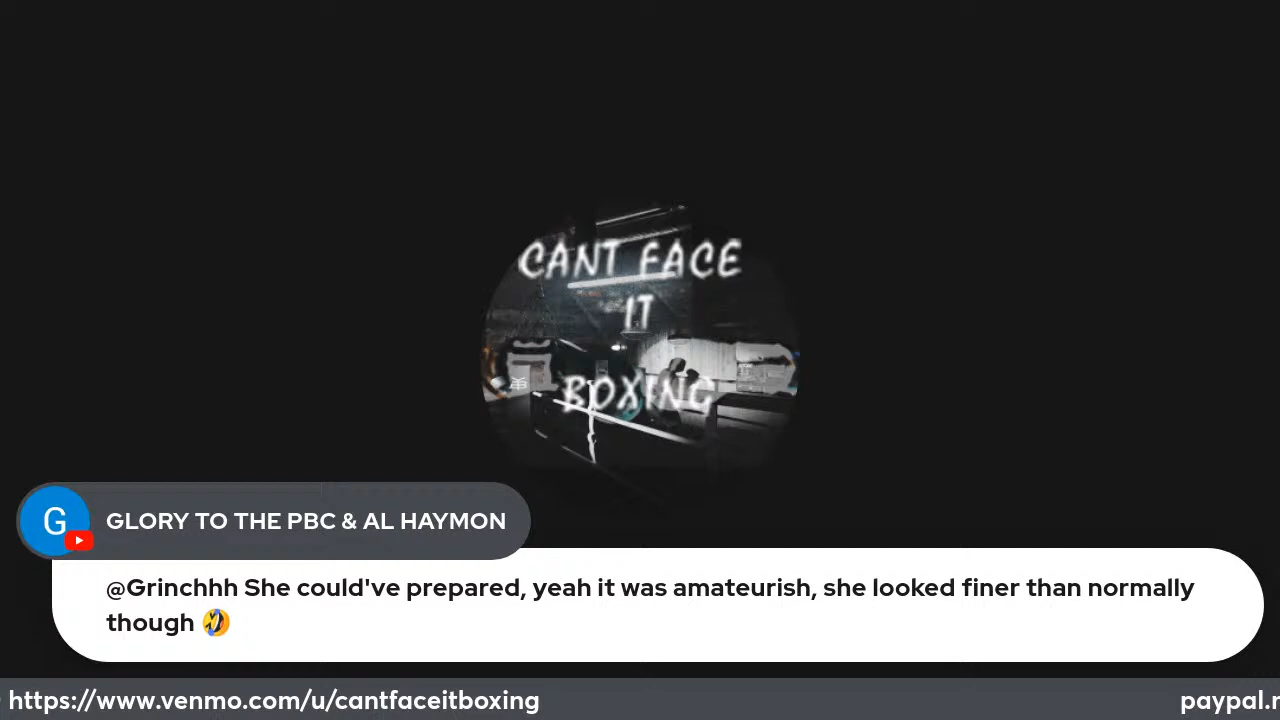 CANT FACE
IT
BOXING
G
GLORY TO THE PBC & AL HAYMON
@Grinchhh She could've prepared, yeah it was amateurish, she looked finer than normally
though 🤣
https://www.venmo.com/u/cantfaceitboxing
paypal.r